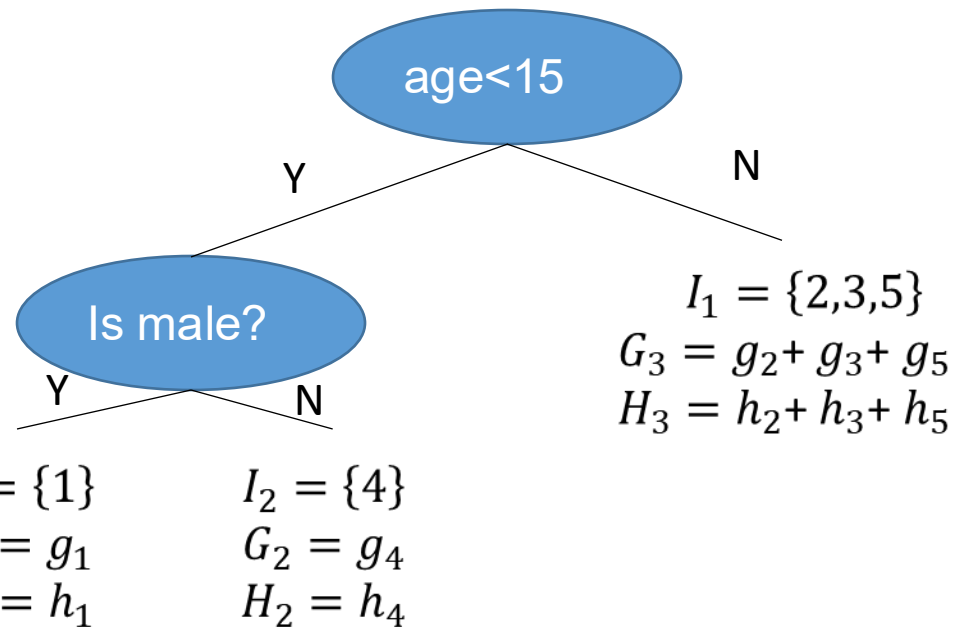 age<15
Y
N
Is male?
Y
N
I₁ = {2,3,5}
G₃ = g₂+ g₃+ g₅
H₃ = h₂+ h₃+ h₅
= {1}
= g₁
= h₁
I₂ = {4}
G₂ = g₄
H₂ = h₄